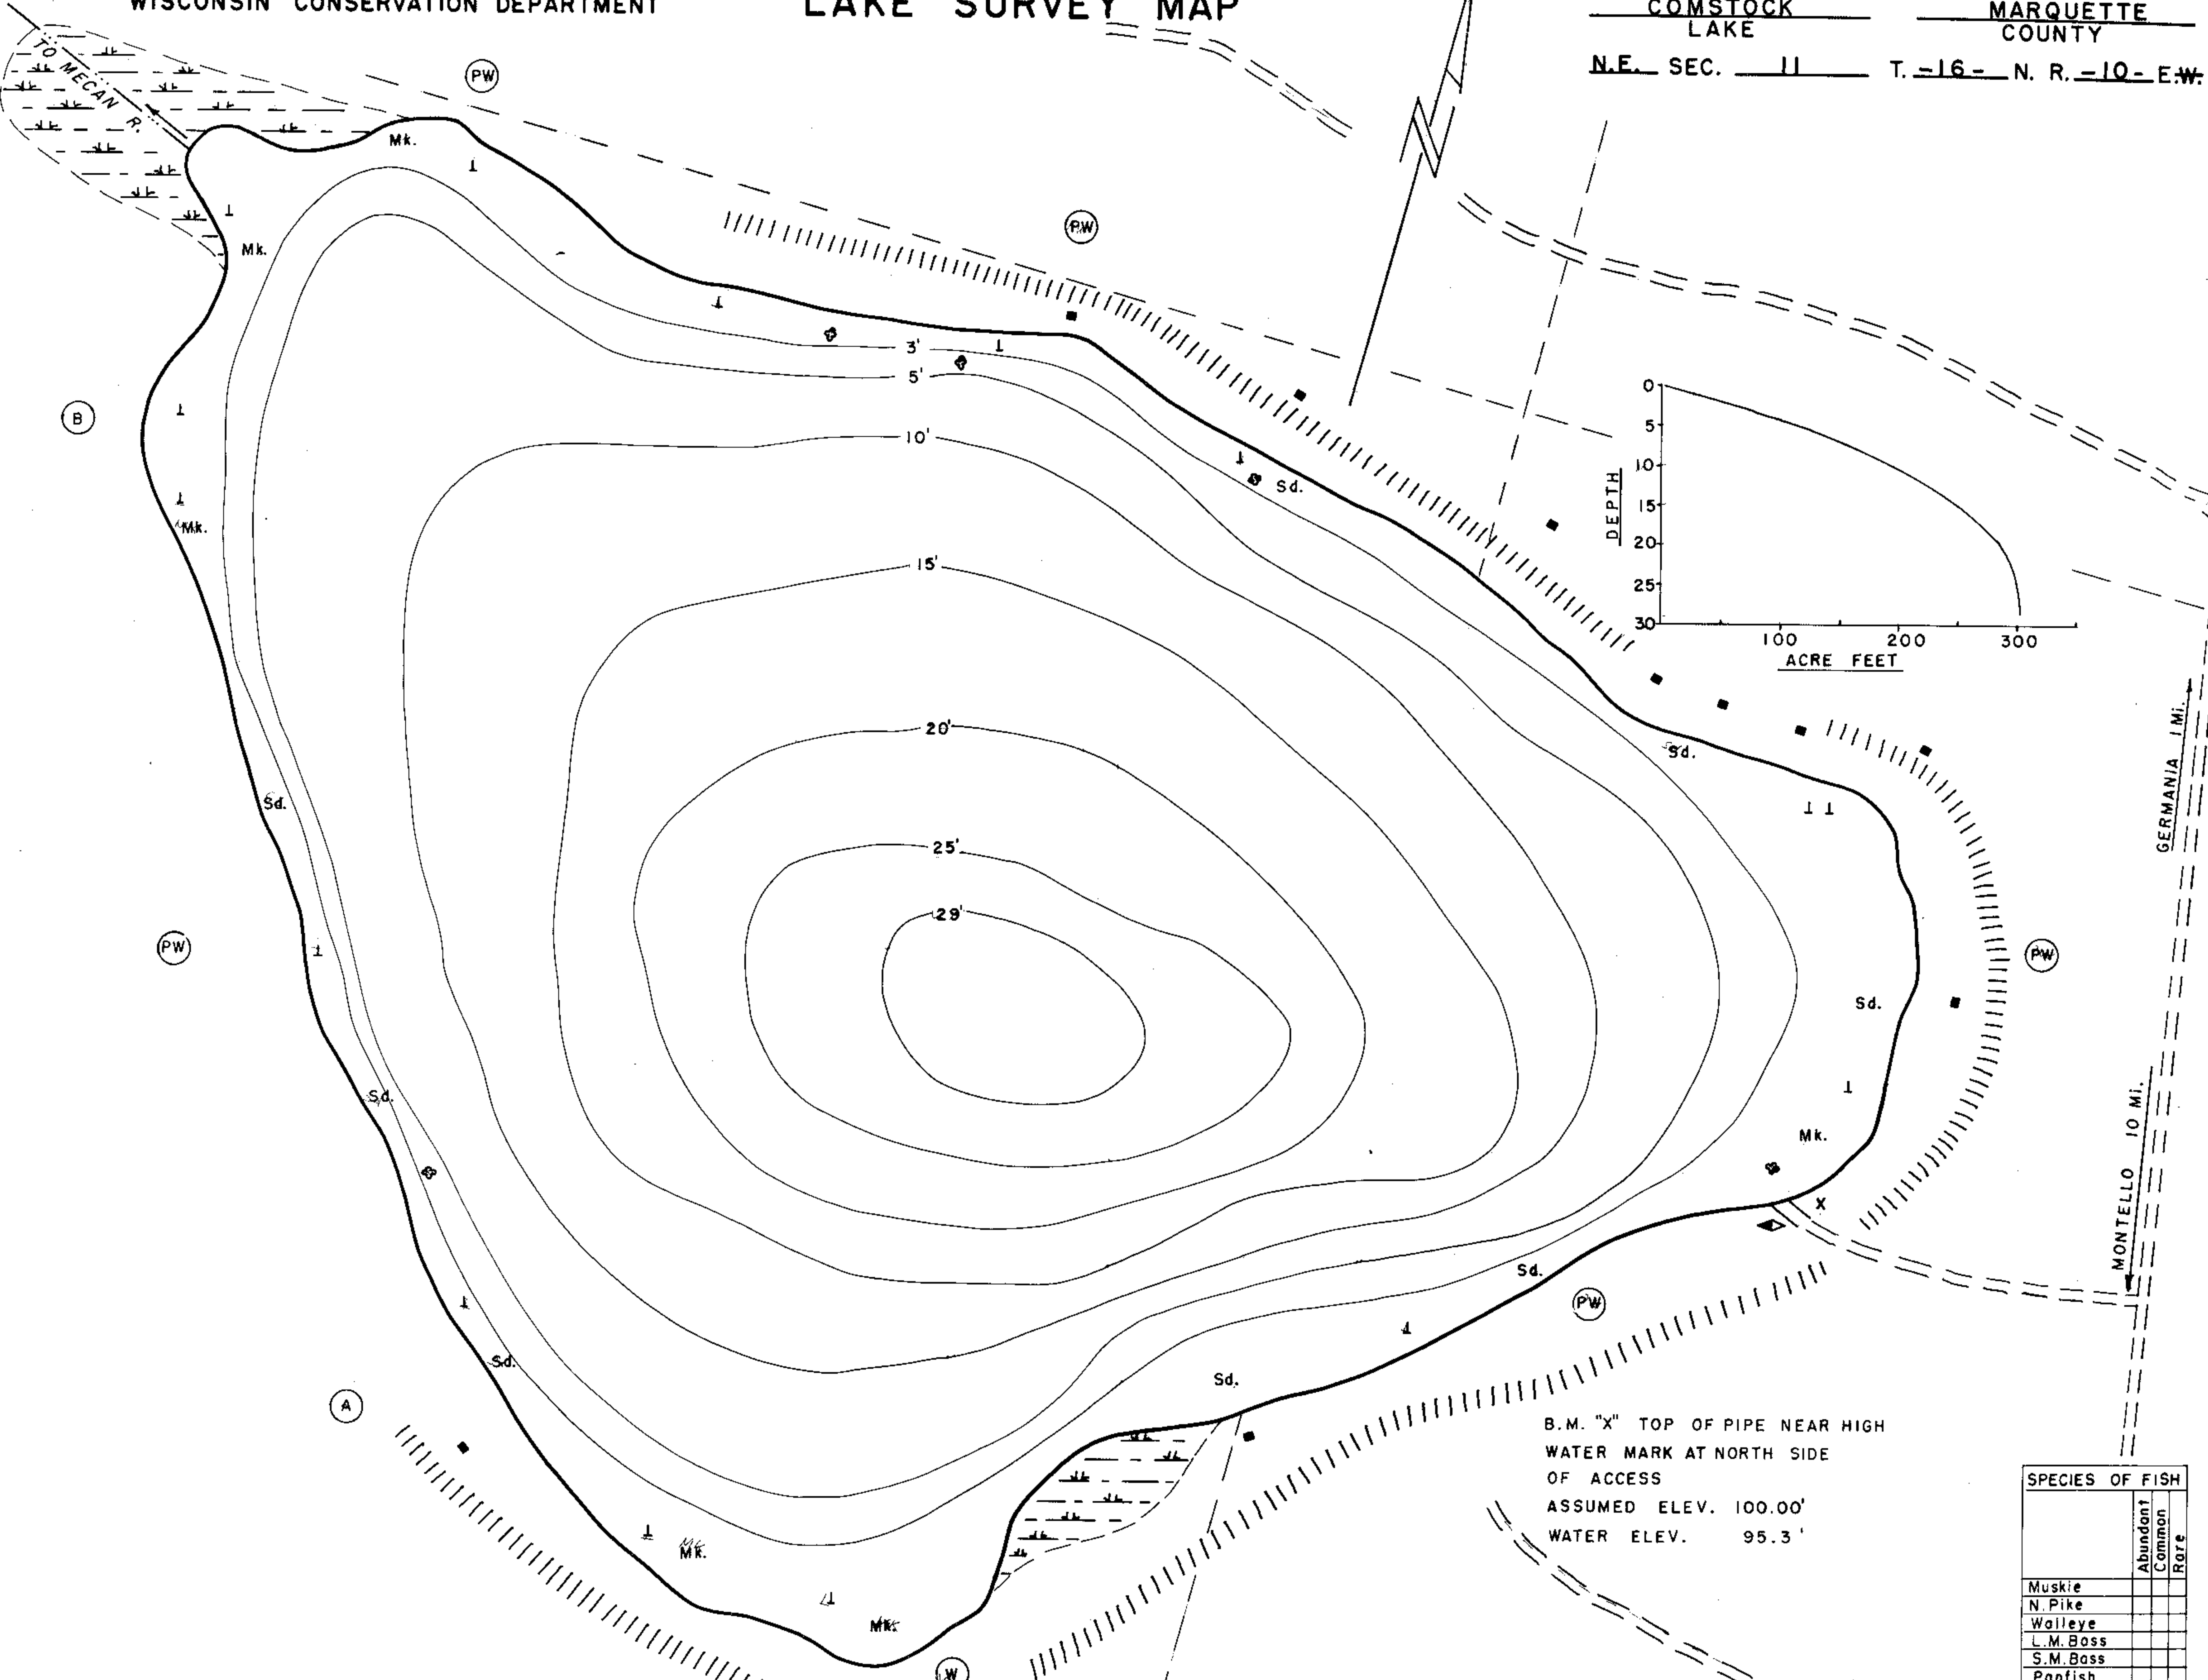 WISCONSIN CONSERVATION DEPARTMENT
LAKE SURVEY MAP
COMSTOCK
LAKE
MARQUETTE
COUNTY
N.E. SEC. 11 T. -16- N. R. -10- E.W.
TO MECAN R.
PW
Mk.
Mk.
PW
B
3'
5'
10'
Sd.
Mk.
15'
DEPTH
0
5
10
15
20
25
30
100 200 300
ACRE FEET
20'
Sd.
GERMANIA 1 Mi.
Sd.
25'
29'
PW
PW
Sd.
Sd.
Mk.
MONTELLO 10 Mi.
X
Sd.
PW
Sd.
Sd.
A
B.M. "X" TOP OF PIPE NEAR HIGH
WATER MARK AT NORTH SIDE
OF ACCESS
ASSUMED ELEV. 100.00'
WATER ELEV. 95.3'
Mk.
Mk.
W
SPECIES OF FISH
Abundant
Common
Rare
Muskie
N. Pike
Walleye
L.M. Bass
S.M. Bass
Panfish